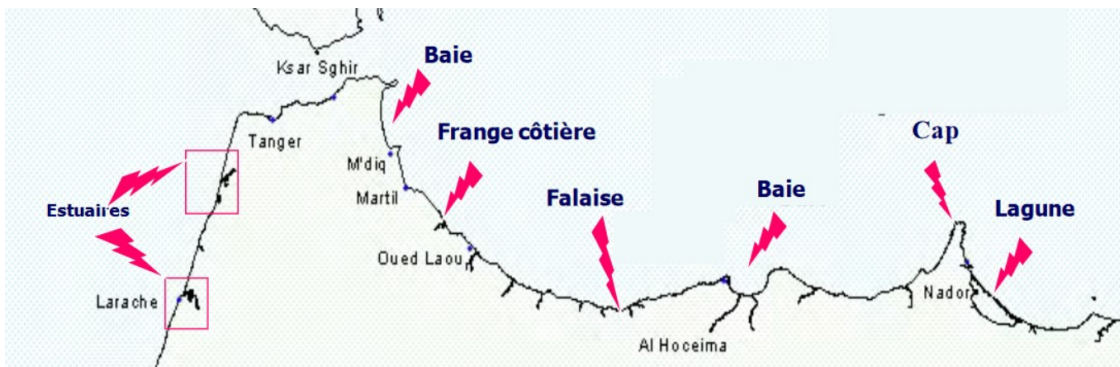 Baie
Ksar Sghir
Frange côtière
Cap
Tanger
M'diq
Falaise
Baie
Martil
Estuaires
Lagune
Oued Laou
Larache
Nador
Al Hoceima